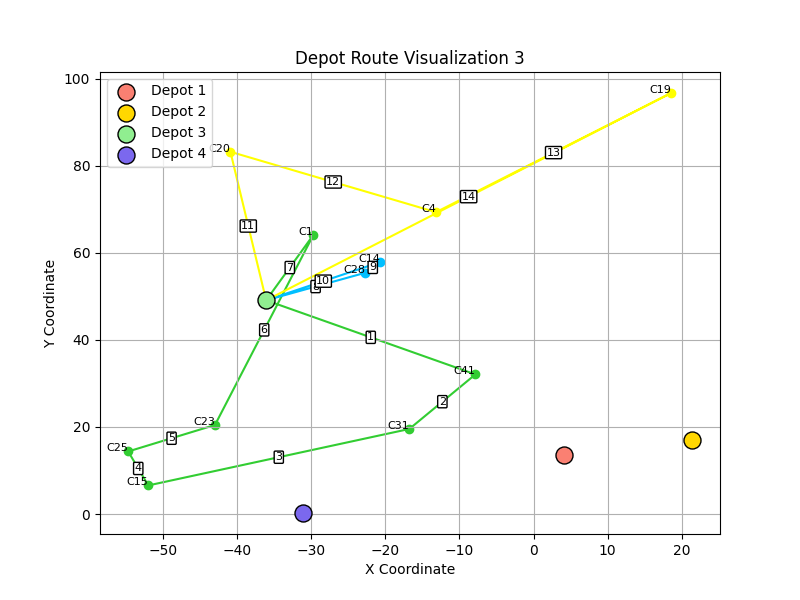 Depot Route Visualization 3
Depot 1
Depot 2
Depot 3
Depot 4
100
80
60
40
20
0
Y Coordinate
−50
−40
−30
−20
−10
0
10
20
X Coordinate
C19
C20
C4
C1
C14
C28
C41
C23
C31
C25
C15
13
12
14
11
7
9
10
6
1
2
5
3
4